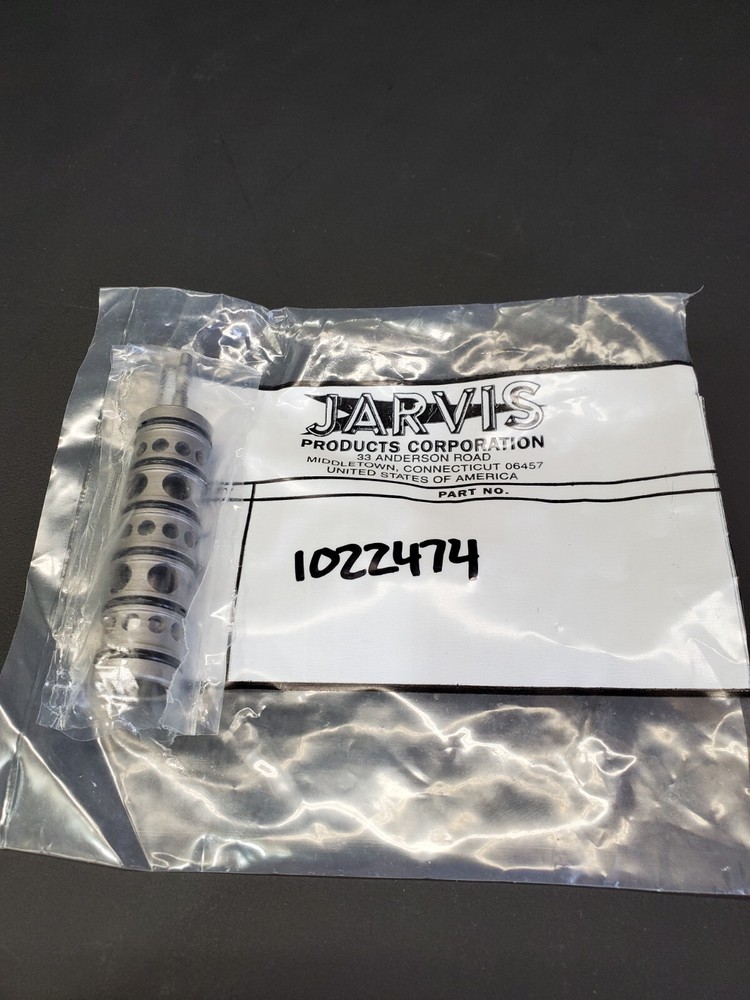 JARVIS
PRODUCTS CORPORATION
33 ANDERSON ROAD
MIDDLETOWN, CONNECTICUT 06457
UNITED STATES OF AMERICA
PART NO.
1022474